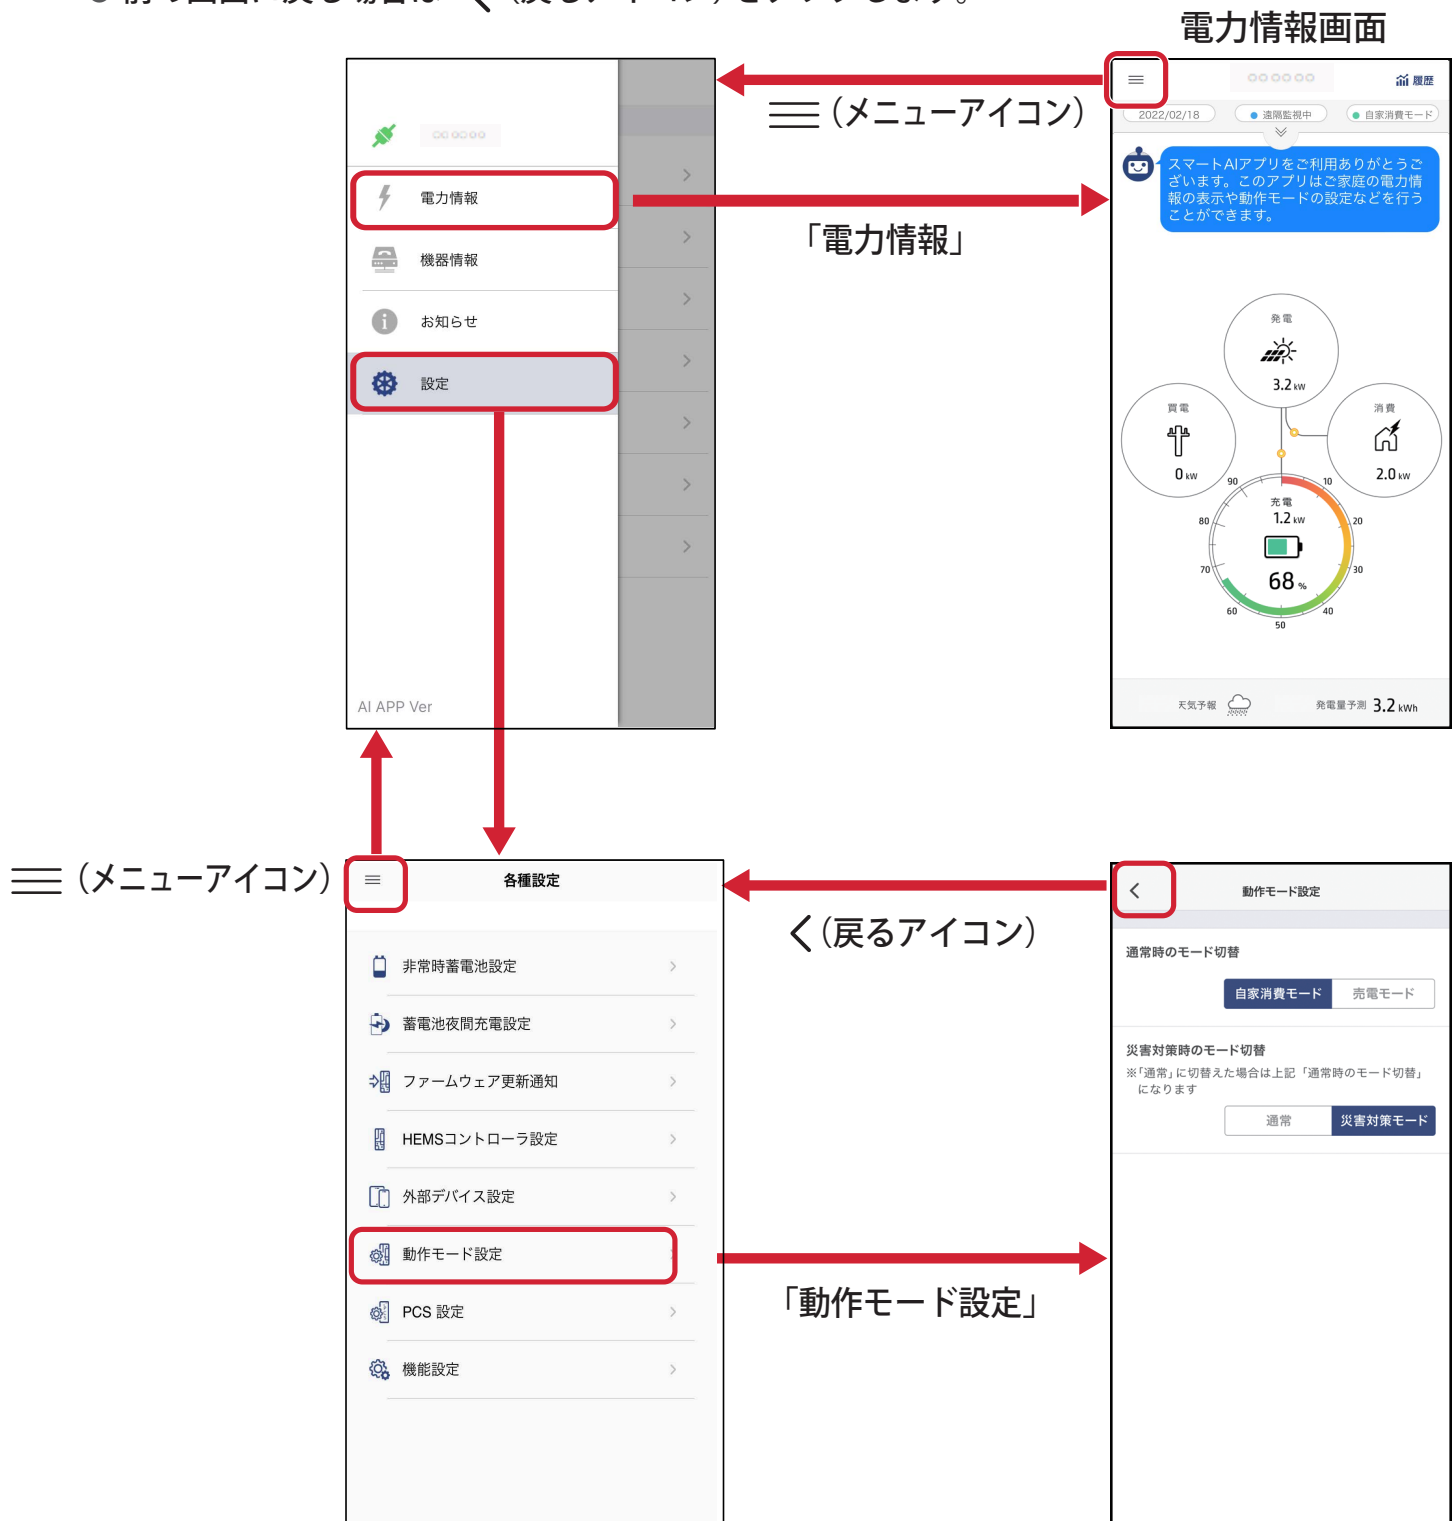 電力情報画面
履歴
2022/02/18
遠隔監視中
自家消費モード
スマートAIアプリをご利用ありがとうご
ざいます。このアプリはご家庭の電力情
報の表示や動作モードの設定などを行う
ことができます。
発電
3.2 kW
買電
0 kW
消費
2.0 kW
充電
1.2 kW
68 %
10
20
30
40
50
60
70
80
90
天気予報
発電量予測 3.2 kWh
(メニューアイコン)
「電力情報」
電力情報
機器情報
お知らせ
設定
AI APP Ver
(メニューアイコン)
各種設定
非常時蓄電池設定
蓄電池夜間充電設定
ファームウェア更新通知
HEMSコントローラ設定
外部デバイス設定
動作モード設定
PCS 設定
機能設定
(戻るアイコン)
「動作モード設定」
動作モード設定
通常時のモード切替
自家消費モード
売電モード
災害対策時のモード切替
※「通常」に切替えた場合は上記「通常時のモード切替」
になります
通常
災害対策モード